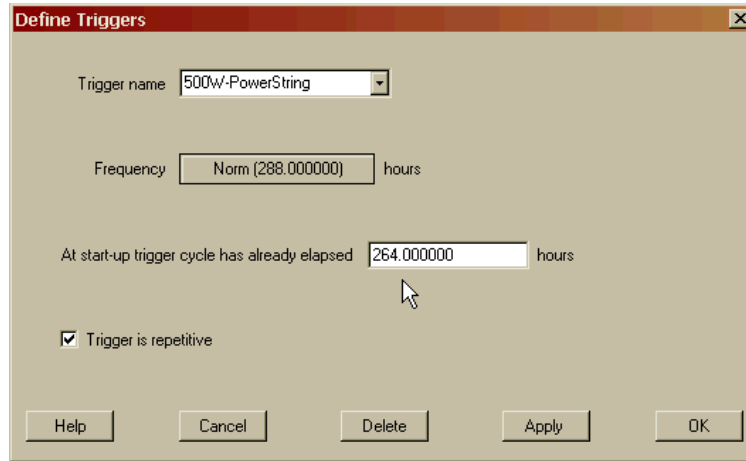 Define Triggers
Trigger name 500W-PowerString
Frequency Norm (288.000000) hours
At start-up trigger cycle has already elapsed 264.000000 hours
Trigger is repetitive
Help Cancel Delete Apply OK